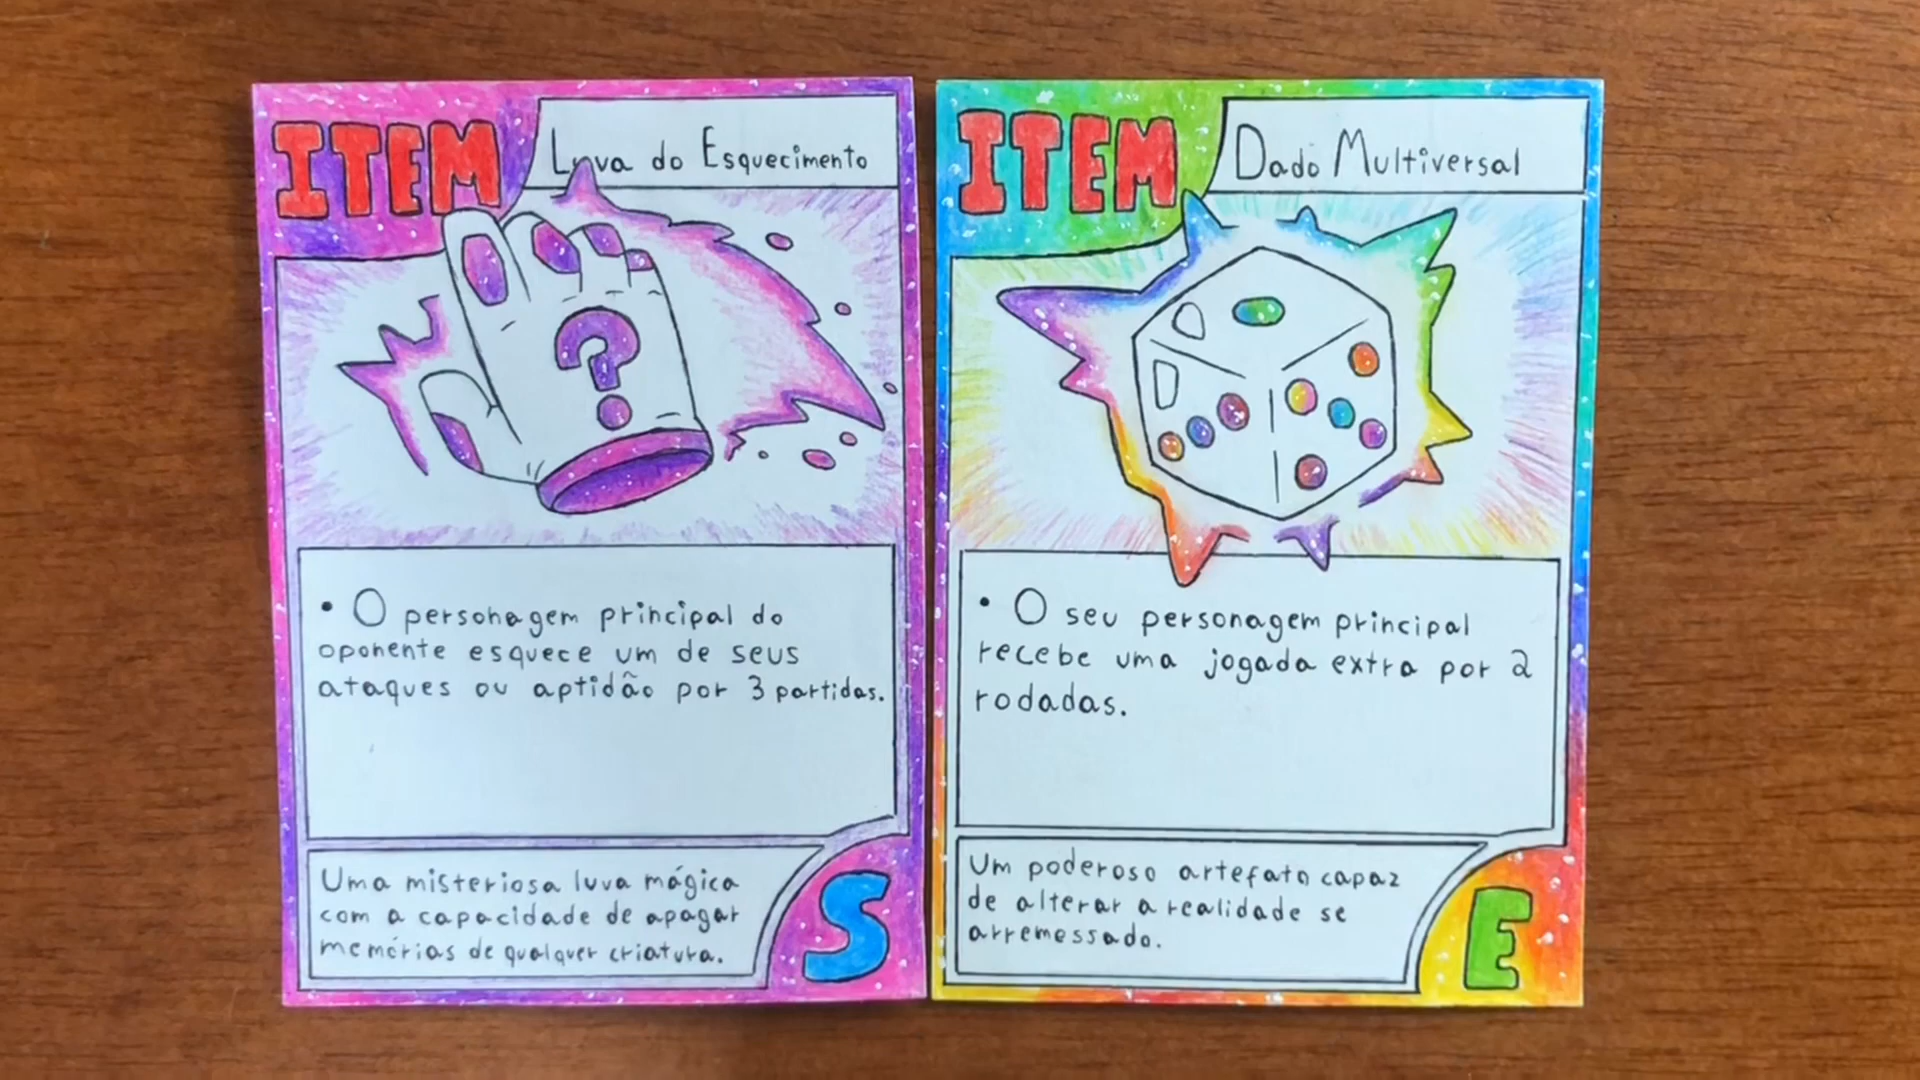 ITEM
Luva do Esquecimento
?
• O personagem principal do
oponente esquece um de seus
ataques ou aptidão por 3 partidas.
Uma misteriosa luva mágica
com a capacidade de apagar
memórias de qualquer criatura.
S
ITEM
Dado Multiversal
• O seu personagem principal
recebe uma jogada extra por 2
rodadas.
Um poderoso artefato capaz
de alterar a realidade se
arremessado.
E